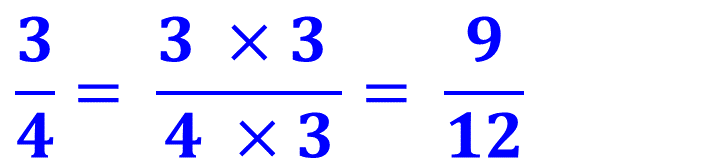 3/4 = 3 × 3/4 × 3 = 9/12